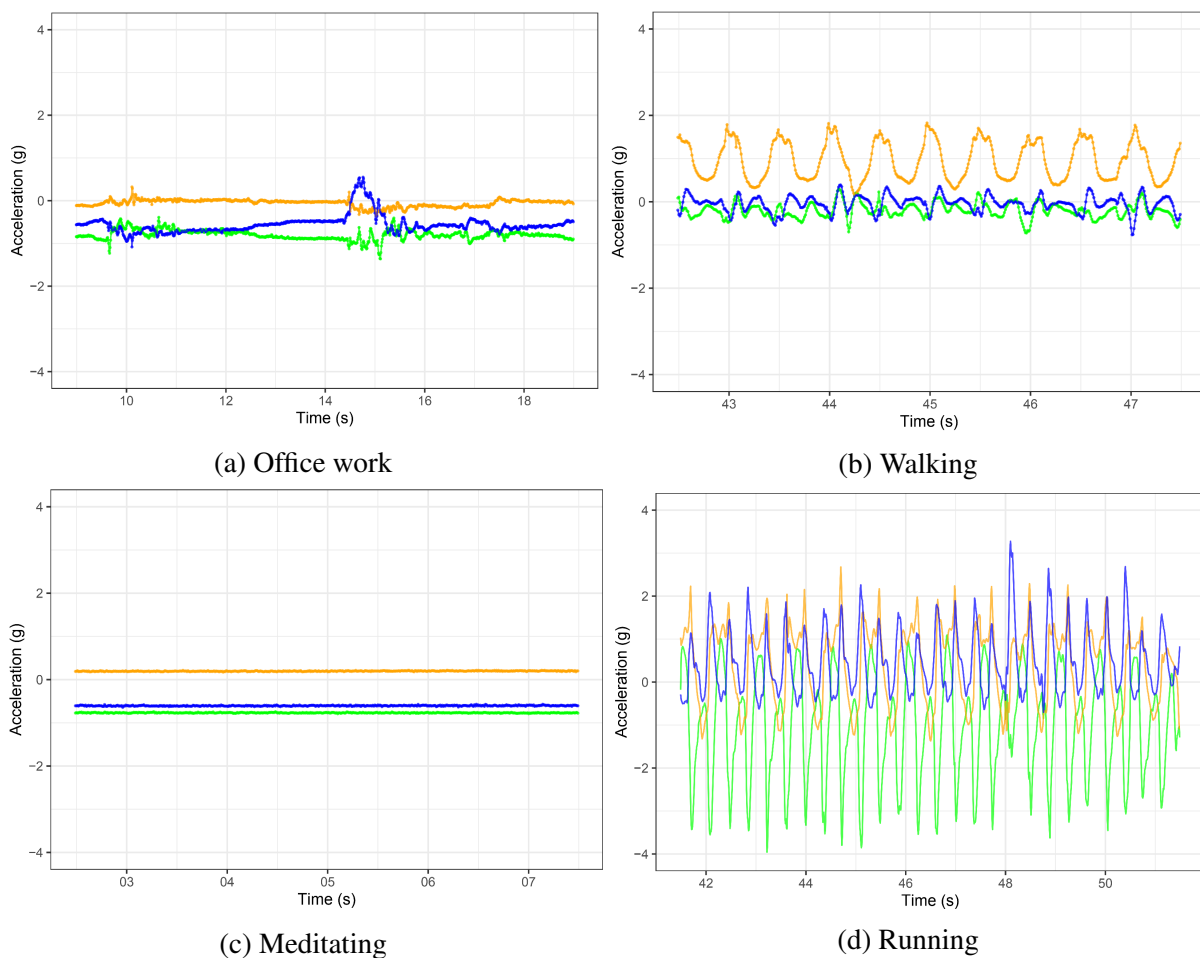 4
2
0
−2
−4
Acceleration (g)
10 12 14 16 18
Time (s)
(a) Office work
4
2
0
−2
−4
Acceleration (g)
43 44 45 46 47
Time (s)
(b) Walking
4
2
0
−2
−4
Acceleration (g)
03 04 05 06 07
Time (s)
(c) Meditating
4
2
0
−2
−4
Acceleration (g)
42 44 46 48 50
Time (s)
(d) Running